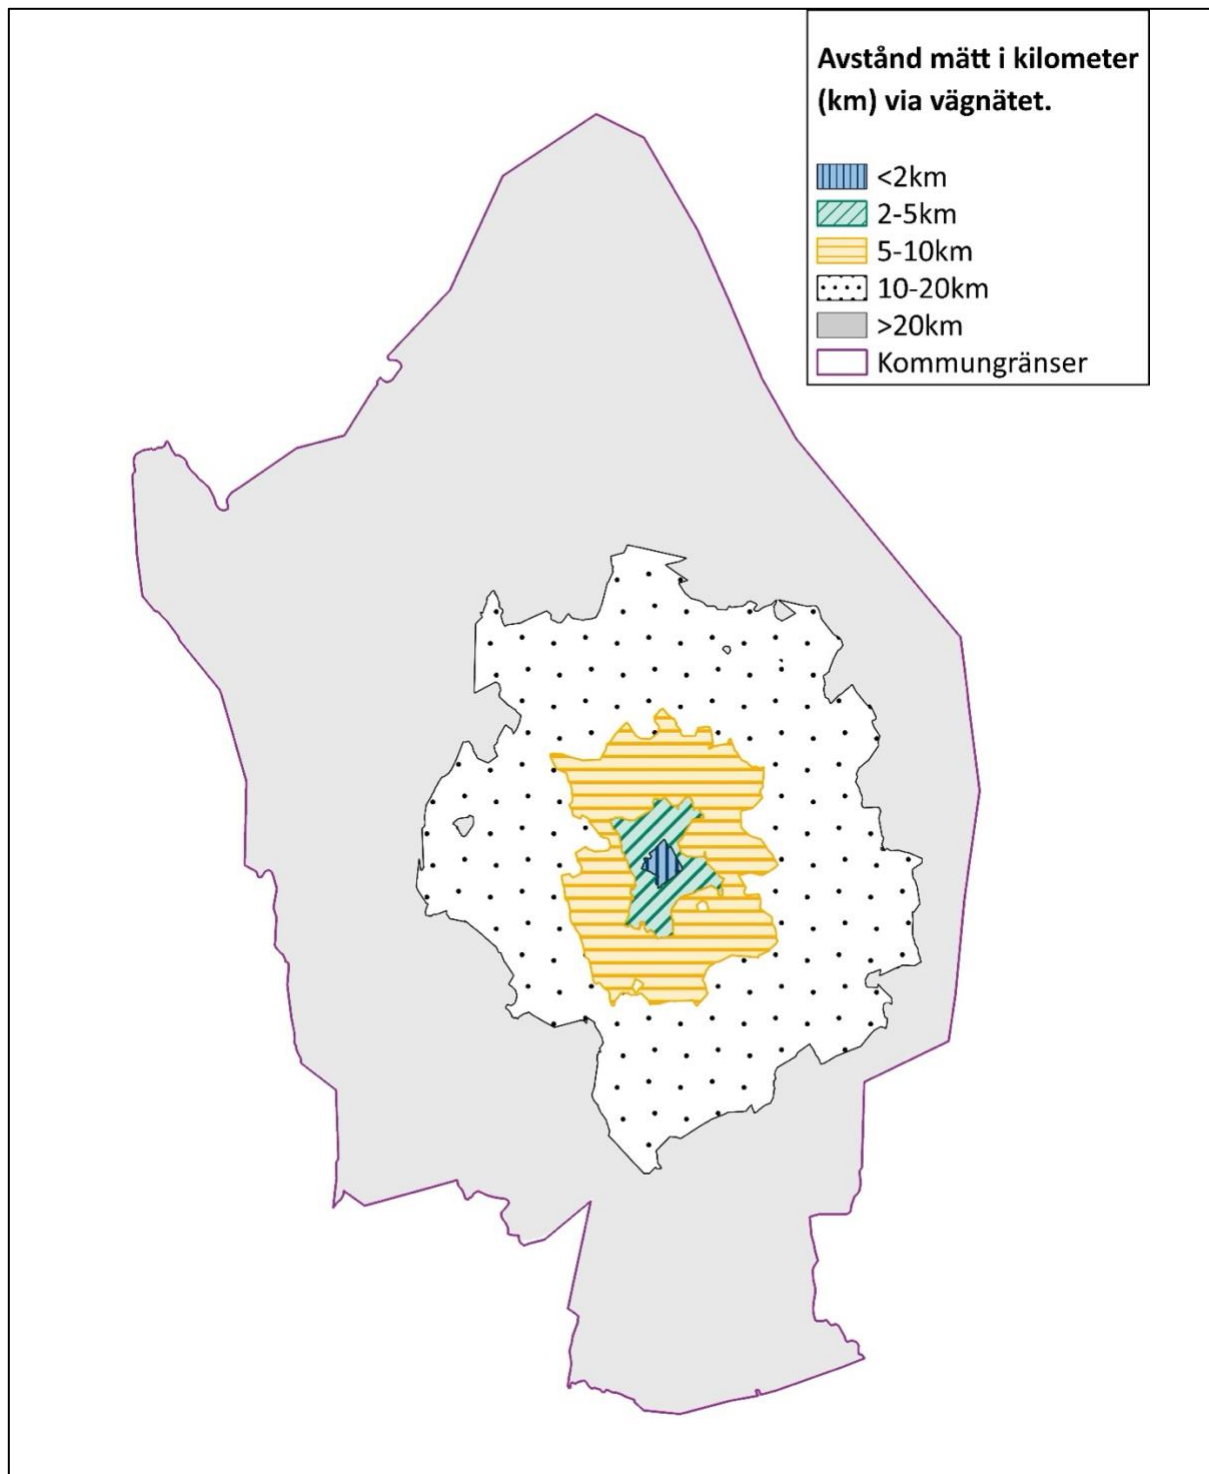 Avstånd mätt i kilometer
(km) via vägnätet.
<2km
2-5km
5-10km
10-20km
>20km
Kommungränser